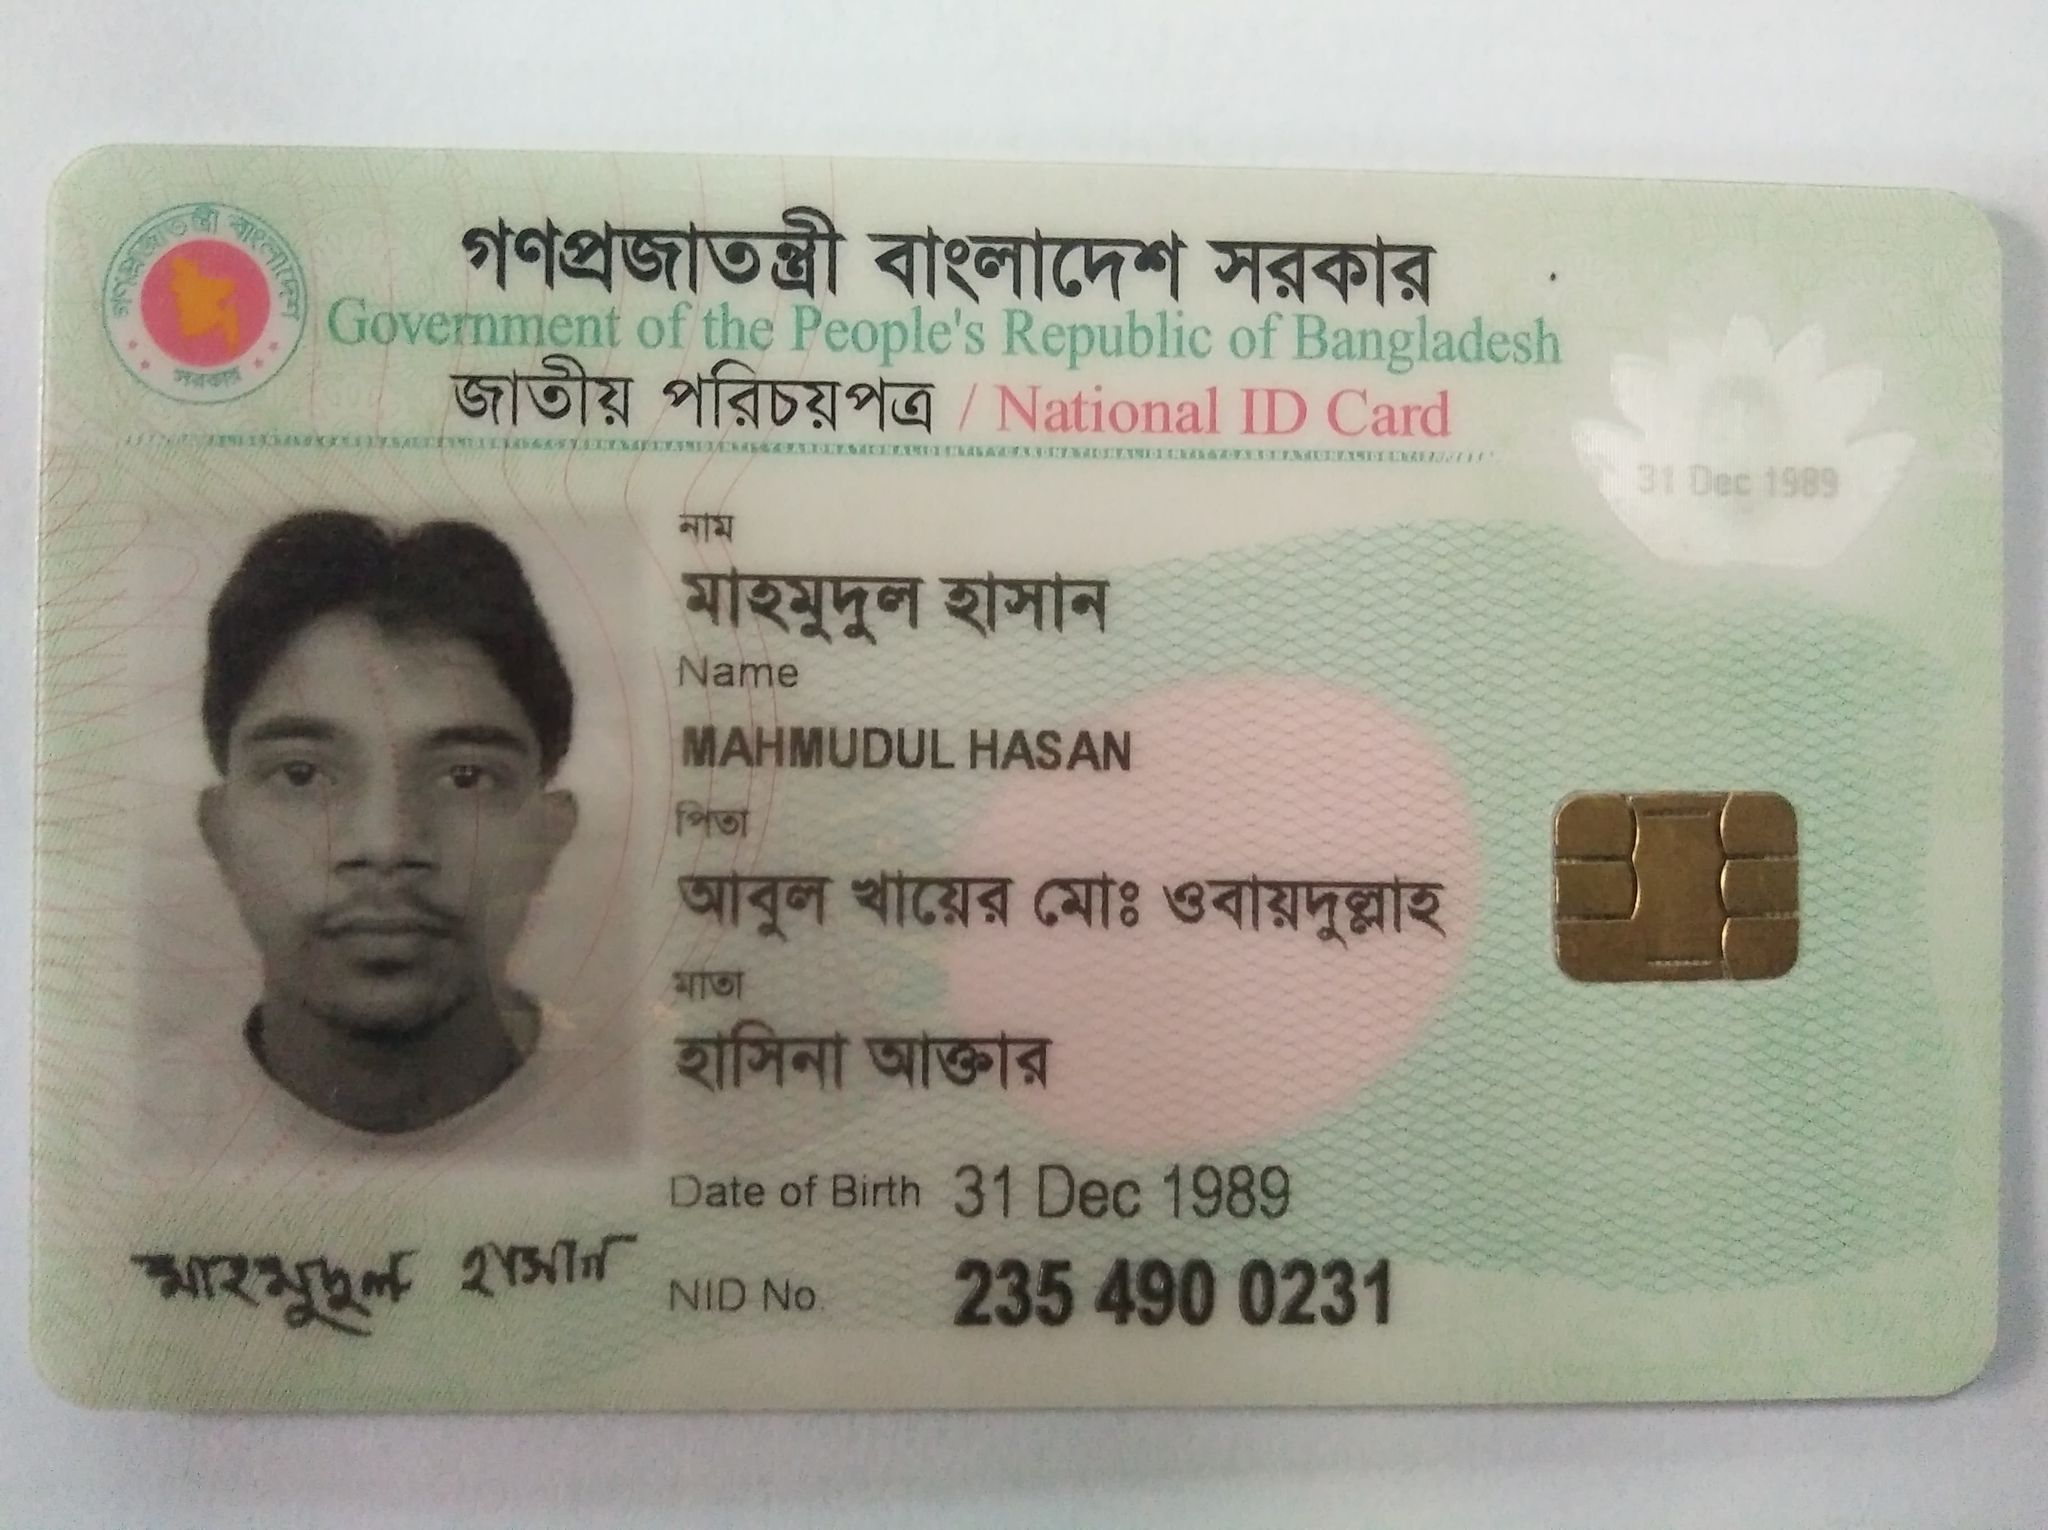 গণপ্রজাতন্ত্রী বাংলাদেশ সরকার
গণপ্রজাতন্ত্রী বাংলাদেশ সরকার
Government of the People's Republic of Bangladesh
জাতীয় পরিচয়পত্র / National ID Card
31 Dec 1989
নাম
মাহমুদুল হাসান
Name
MAHMUDUL HASAN
পিতা
আবুল খায়ের মোঃ ওবায়দুল্লাহ
মাতা
হাসিনা আক্তার
Date of Birth 31 Dec 1989
মাহমুদুল হাসান
NID No. 235 490 0231